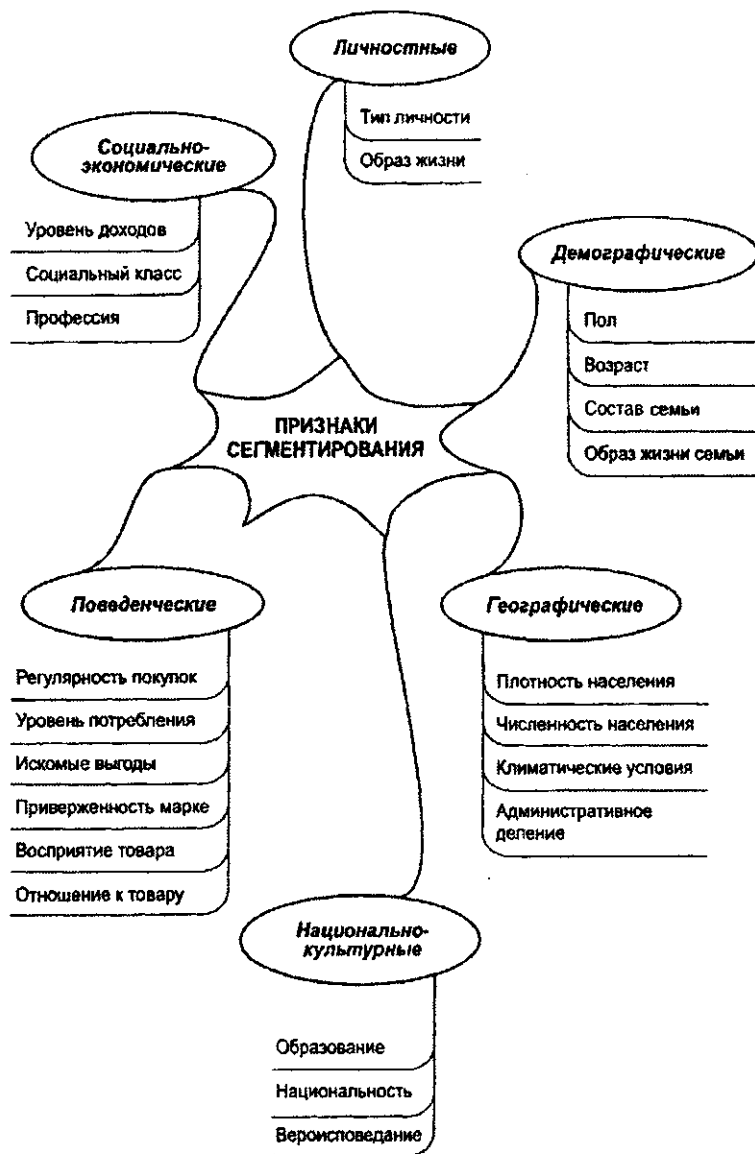 Личностные
Тип личности
Образ жизни
Социально-
экономические
Уровень доходов
Социальный класс
Профессия
Демографические
Пол
Возраст
Состав семьи
Образ жизни семьи
ПРИЗНАКИ
СЕГМЕНТИРОВАНИЯ
Поведенческие
Регулярность покупок
Уровень потребления
Искомые выгоды
Приверженность марке
Восприятие товара
Отношение к товару
Географические
Плотность населения
Численность населения
Климатические условия
Административное
деление
Национально-
культурные
Образование
Национальность
Вероисповедание